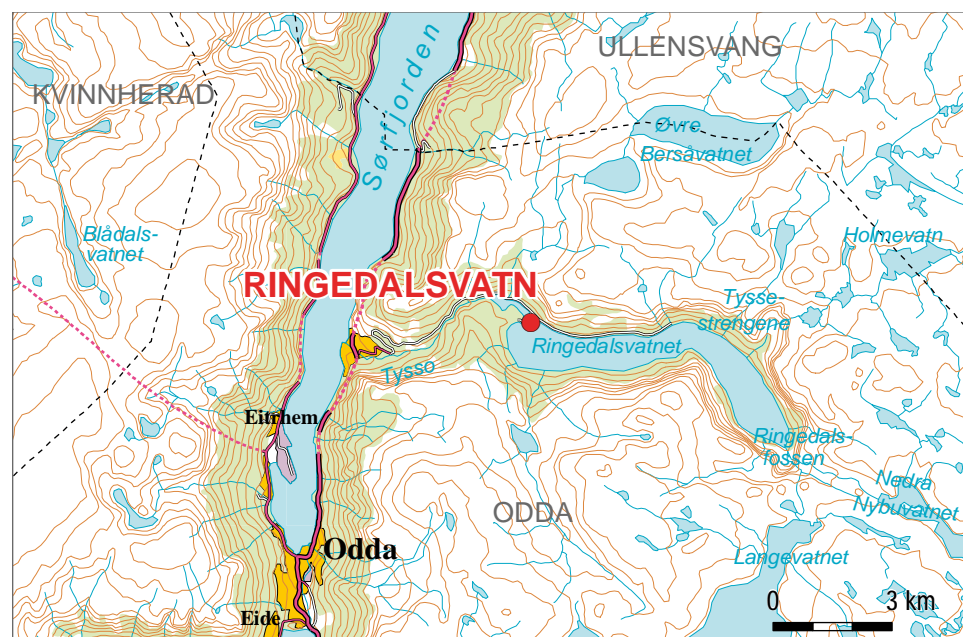 ULLENSVANG
KVINNHERAD
Sørfjorden
Øvre
Bersåvatnet
Blådals-
vatnet
Holmevatn
RINGEDALSVATN
Tysse-
strengene
Ringedalsvatnet
Tysso
Eitrhem
Ringedals-
fossen
Nedra
Nybuvatnet
ODDA
Odda
Langevatnet
Eide
0 3 km